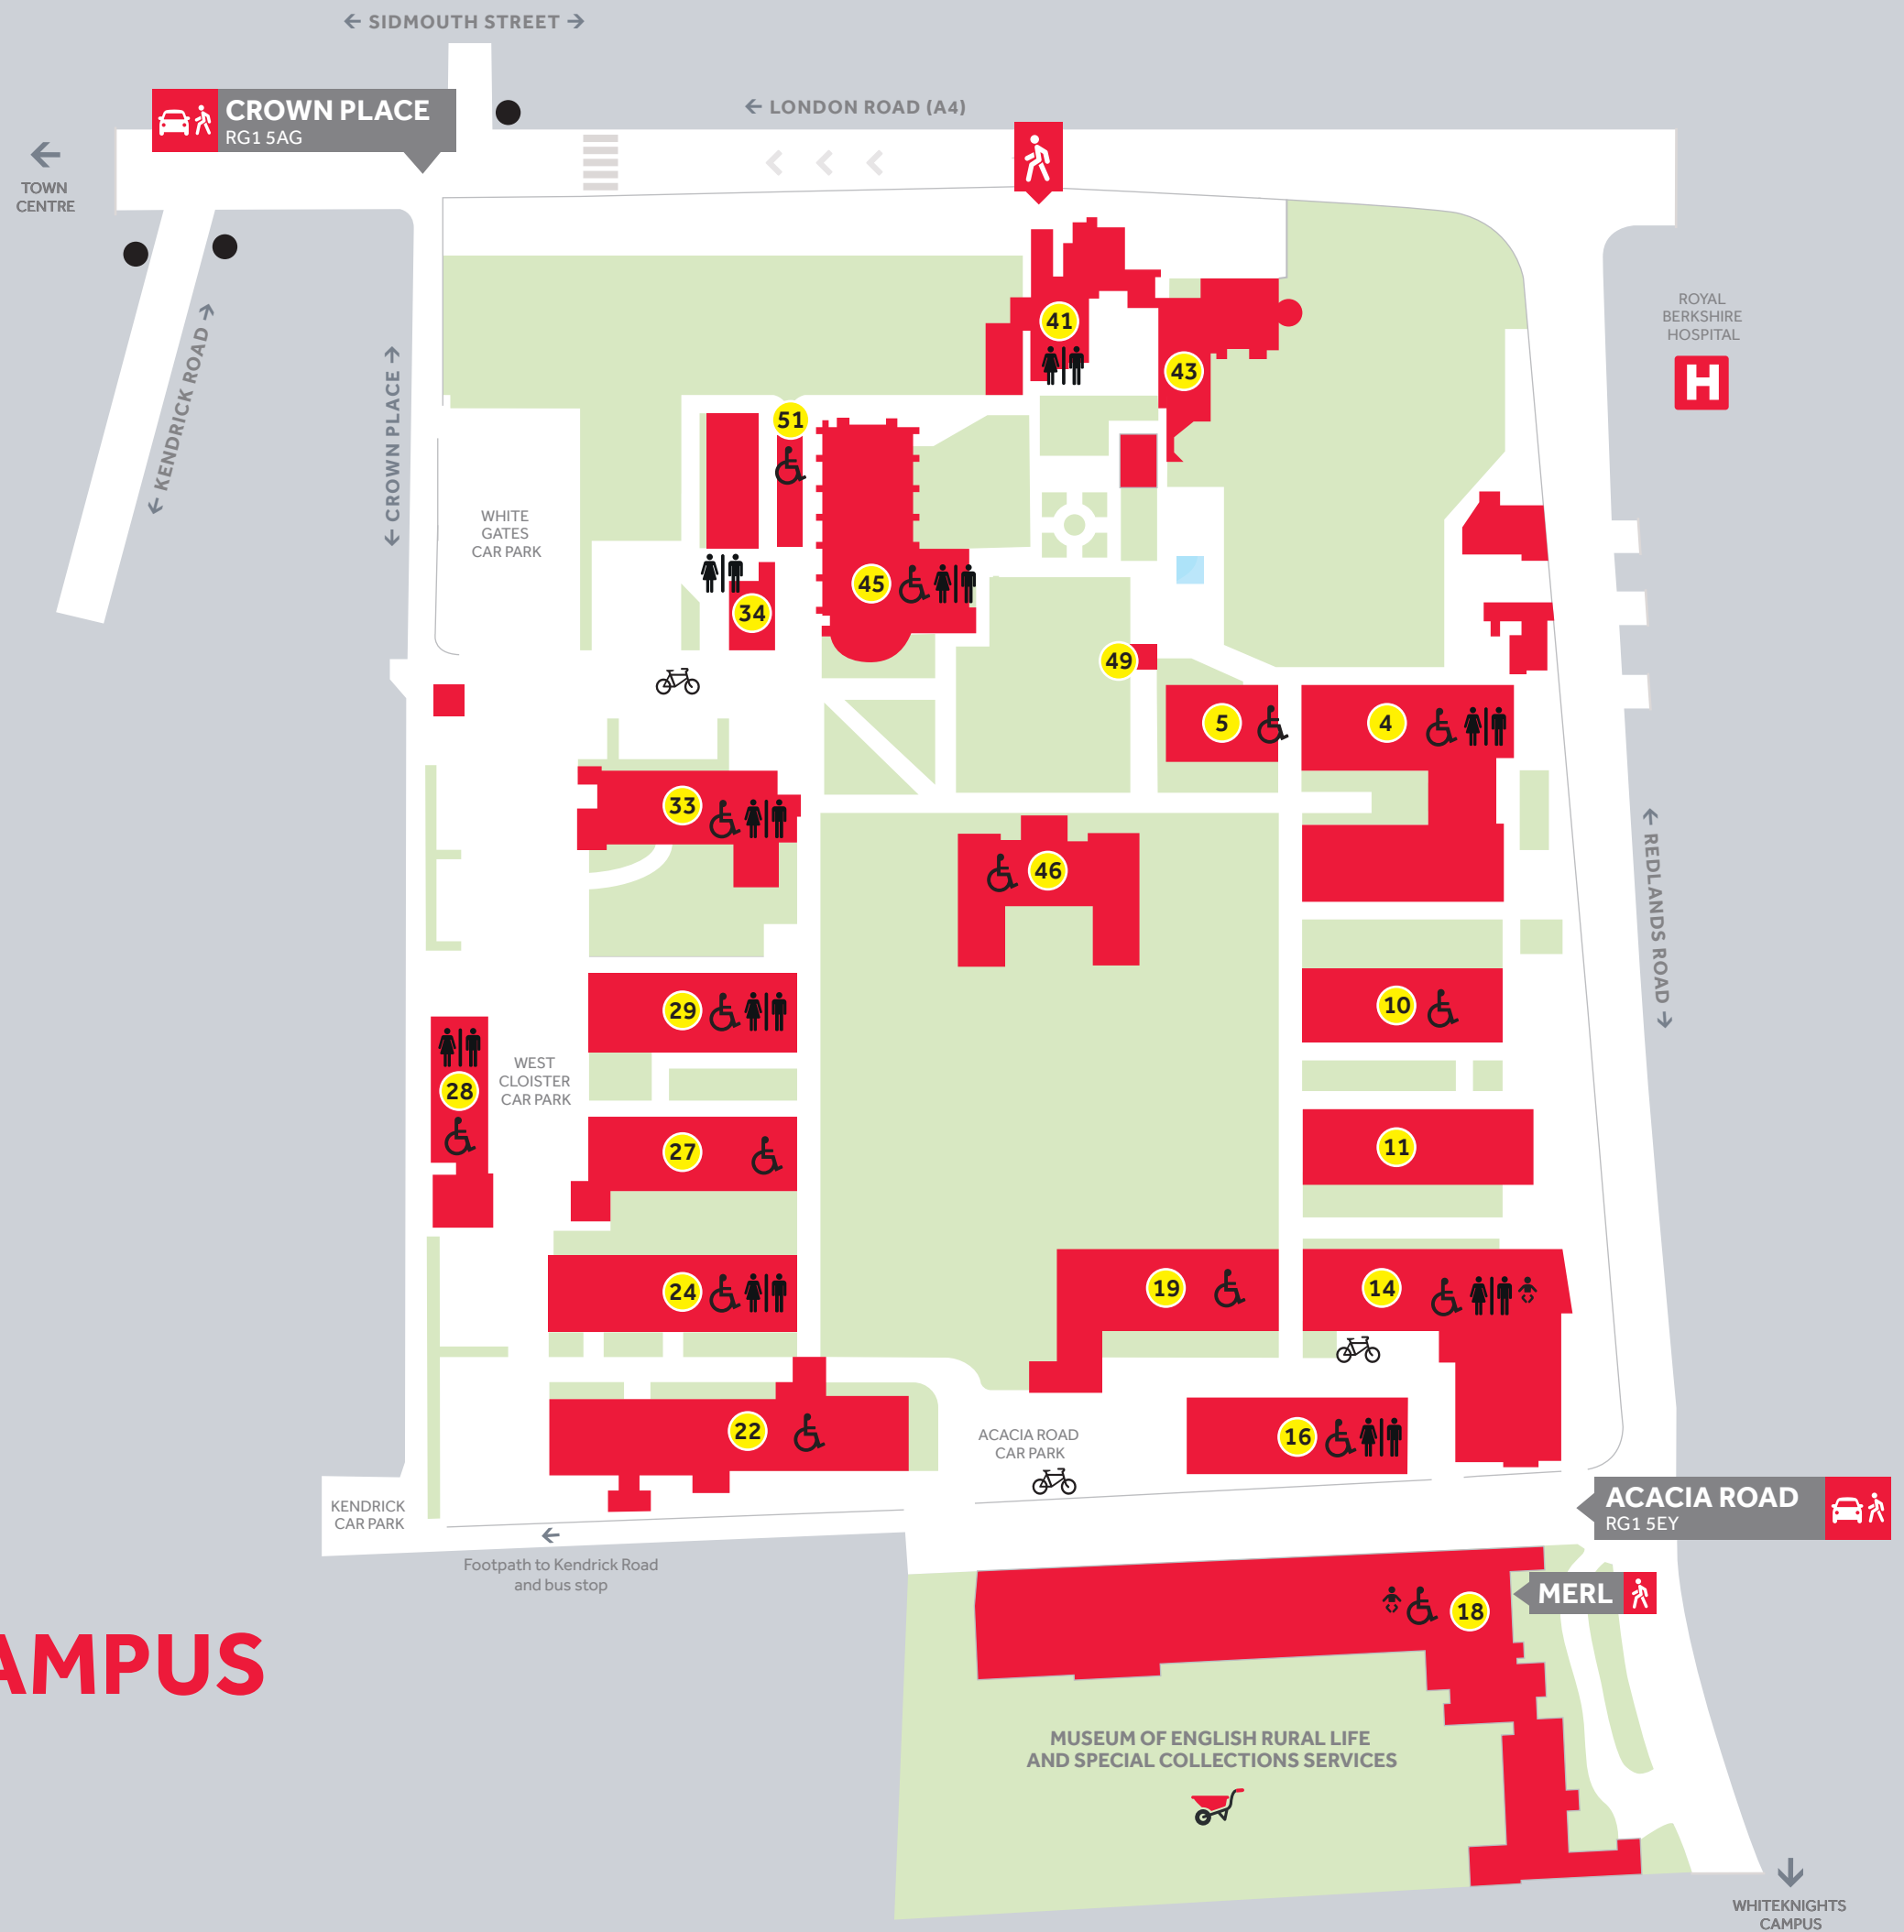 ← SIDMOUTH STREET →
CROWN PLACE
RG1 5AG
← LONDON ROAD (A4)
←
TOWN
CENTRE
← KENDRICK ROAD →
← CROWN PLACE →
ROYAL
BERKSHIRE
HOSPITAL
H
41
43
51
WHITE
GATES
CAR PARK
45
34
49
5
4
33
46
← REDLANDS ROAD →
29
10
28
WEST
CLOISTER
CAR PARK
27
11
24
19
14
22
ACACIA ROAD
CAR PARK
16
KENDRICK
CAR PARK
ACACIA ROAD
RG1 5EY
←
Footpath to Kendrick Road
and bus stop
MERL
18
AMPUS
MUSEUM OF ENGLISH RURAL LIFE
AND SPECIAL COLLECTIONS SERVICES
↓
WHITEKNIGHTS
CAMPUS